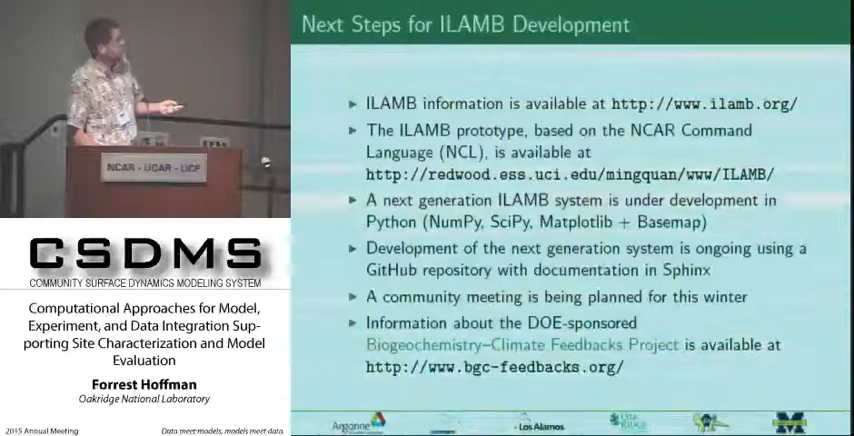 Next Steps for ILAMB Development
ILAMB information is available at http://www.ilamb.org/
The ILAMB prototype, based on the NCAR Command
Language (NCL), is available at
http://redwood.ess.uci.edu/mingquan/www/ILAMB/
A next generation ILAMB system is under development in
Python (NumPy, SciPy, Matplotlib + Basemap)
Development of the next generation system is ongoing using a
GitHub repository with documentation in Sphinx
A community meeting is being planned for this winter
Information about the DOE-sponsored
Biogeochemistry–Climate Feedbacks Project is available at
http://www.bgc-feedbacks.org/
Argonne
Los Alamos
NCAR - UCAR - UCP
CSDMS
COMMUNITY SURFACE DYNAMICS MODELING SYSTEM
Computational Approaches for Model,
Experiment, and Data Integration Sup-
porting Site Characterization and Model
Evaluation
Forrest Hoffman
Oakridge National Laboratory
2015 Annual Meeting
Data meet models, models meet data